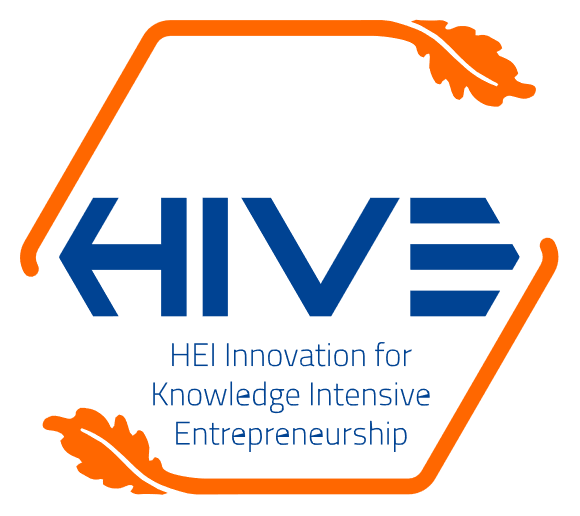 HIVE
HEI Innovation for
Knowledge Intensive
Entrepreneurship